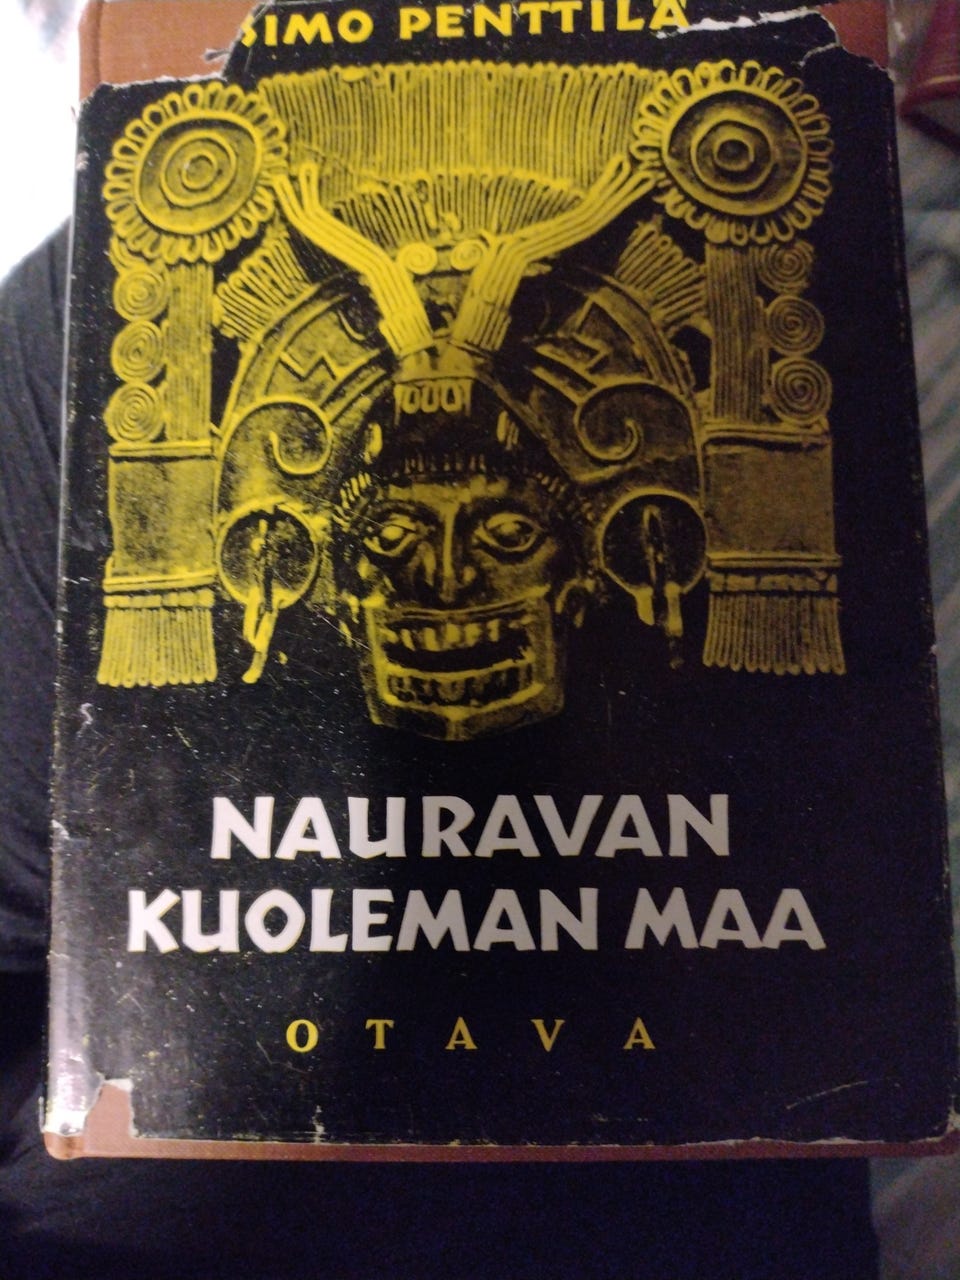 SIMO PENTTILÄ
NAURAVAN
KUOLEMAN MAA
OTAVA